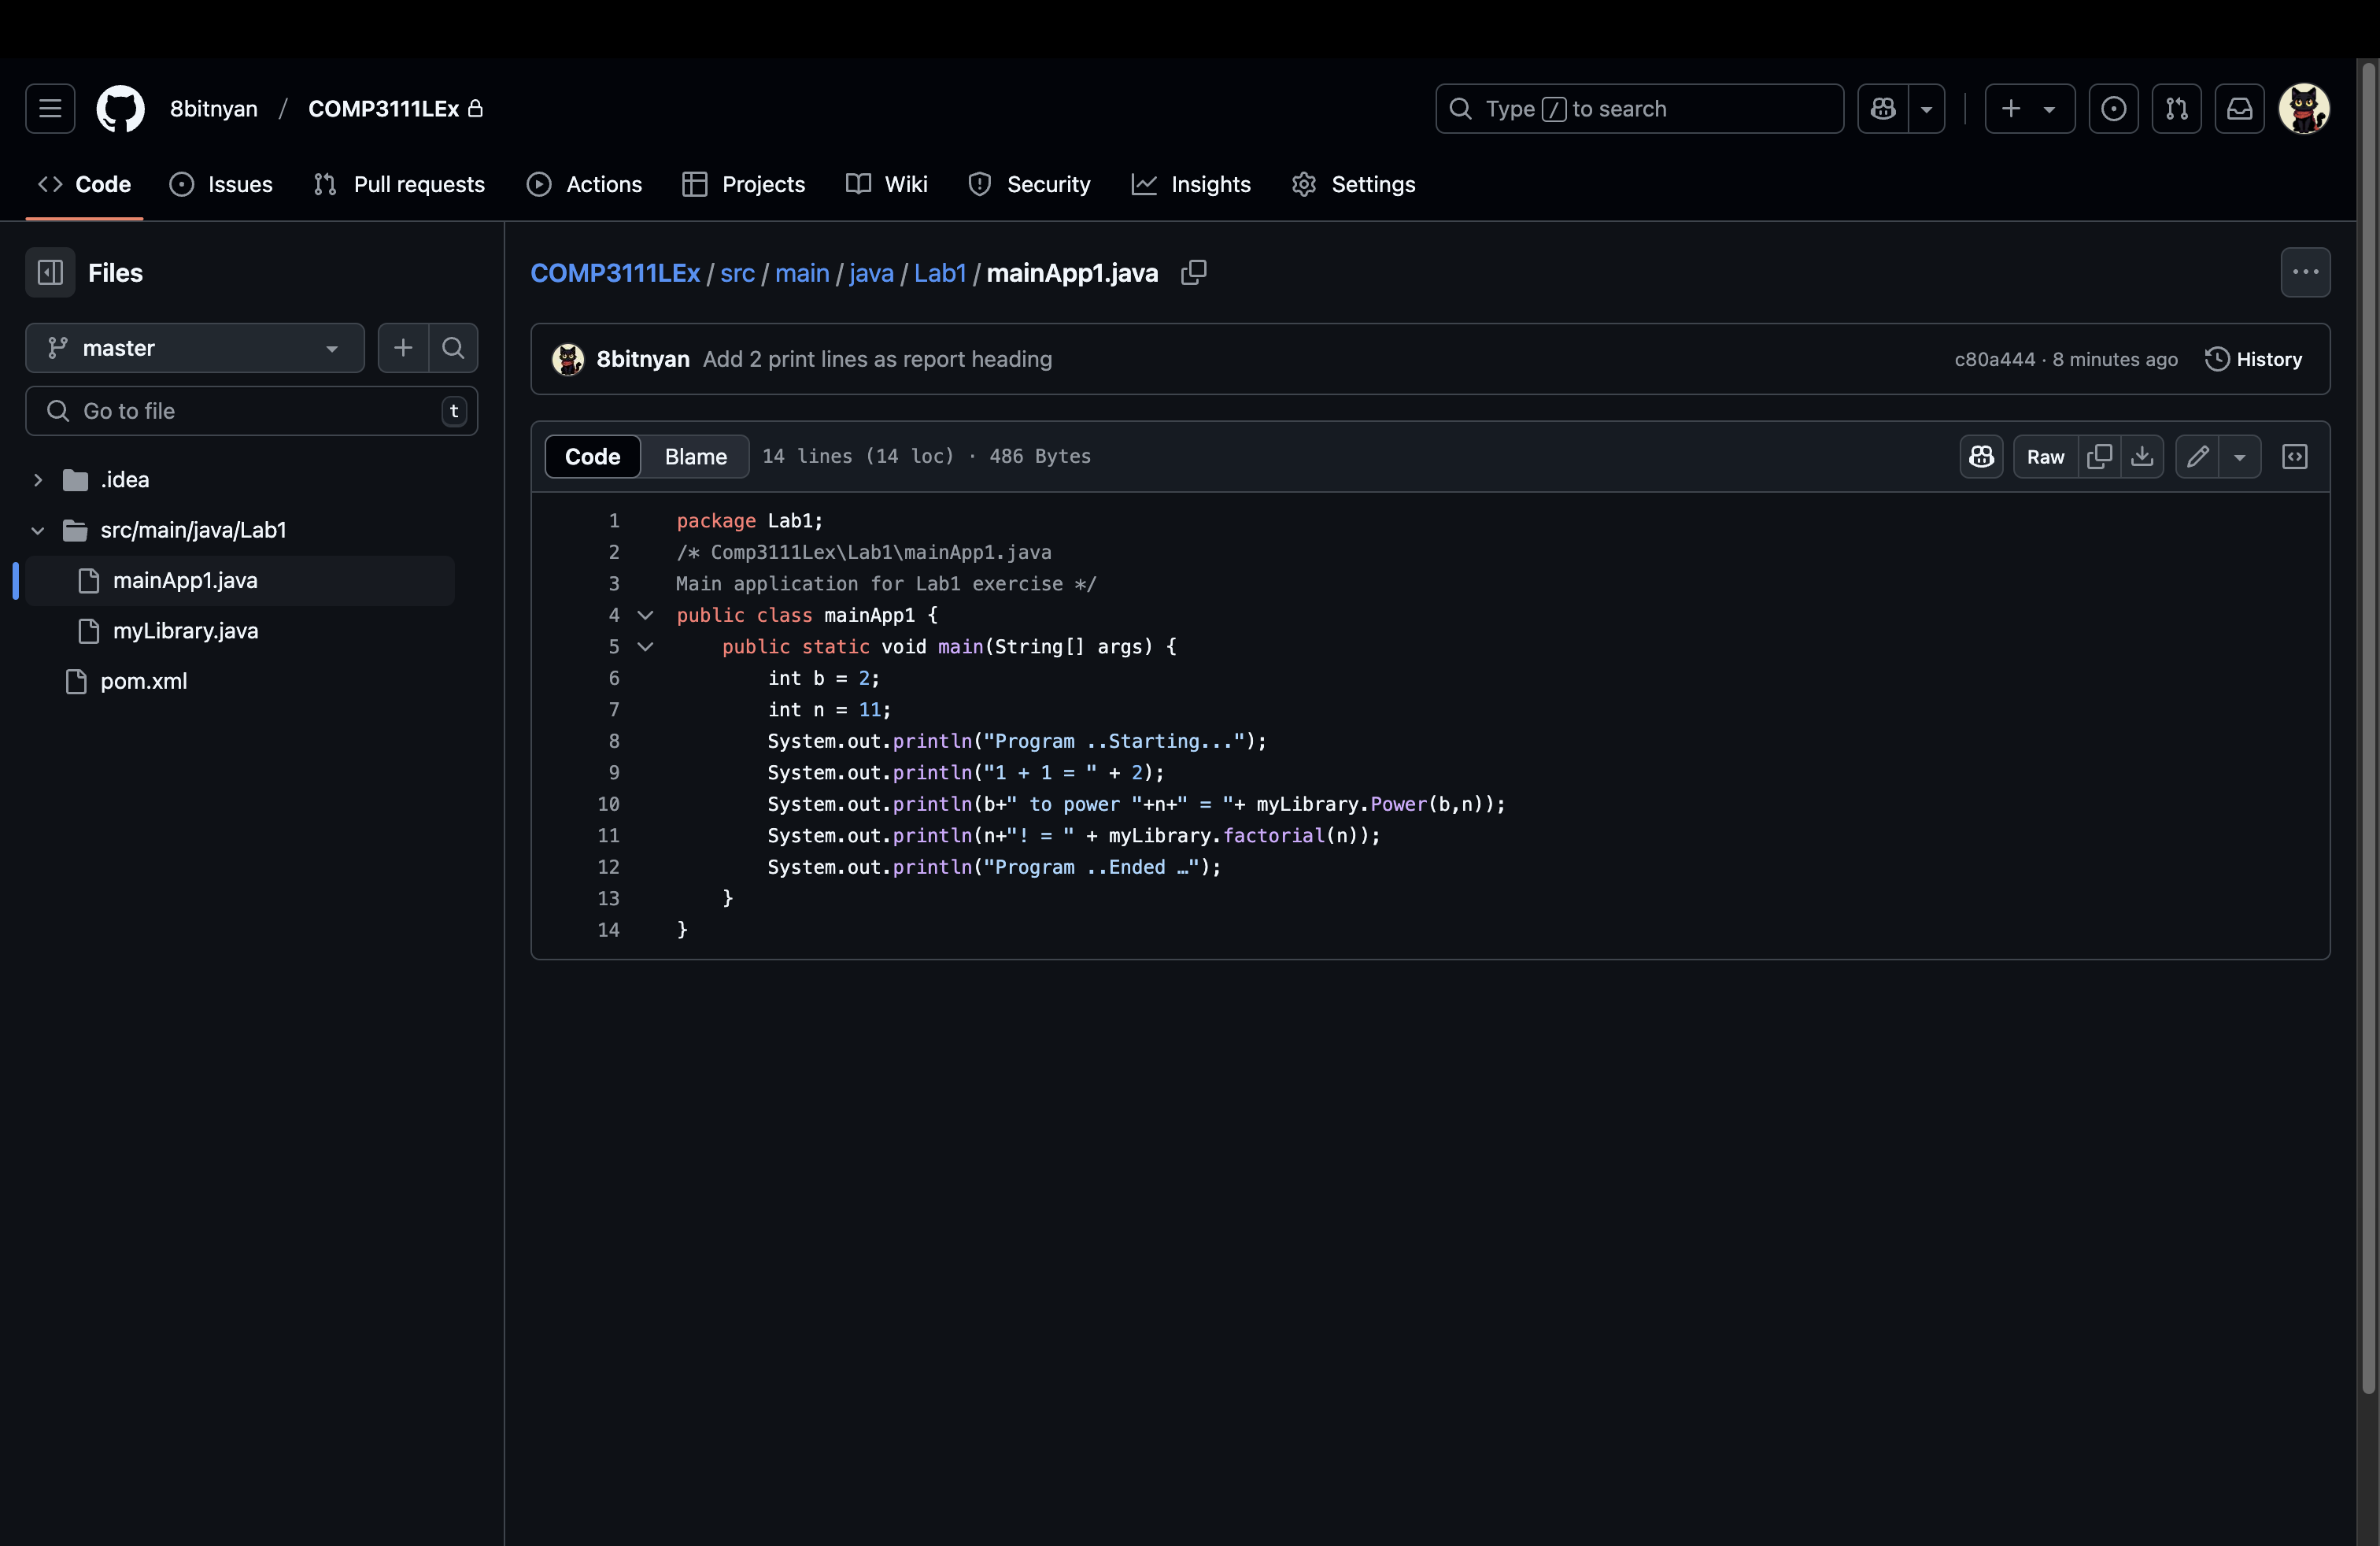 8bitnyan / COMP3111LEx
Type / to search
Code Issues Pull requests Actions Projects Wiki Security Insights Settings
Files
master
Go to file t
.idea
src/main/java/Lab1
mainApp1.java
myLibrary.java
pom.xml
COMP3111LEx / src / main / java / Lab1 / mainApp1.java
8bitnyan Add 2 print lines as report heading c80a444 · 8 minutes ago History
Code Blame 14 lines (14 loc) · 486 Bytes Raw
1 package Lab1;
2 /* Comp3111Lex\Lab1\mainApp1.java
3 Main application for Lab1 exercise */
4 public class mainApp1 {
5     public static void main(String[] args) {
6         int b = 2;
7         int n = 11;
8         System.out.println("Program ..Starting...");
9         System.out.println("1 + 1 = " + 2);
10         System.out.println(b+" to power "+n+" = "+ myLibrary.Power(b,n));
11         System.out.println(n+"! = " + myLibrary.factorial(n));
12         System.out.println("Program ..Ended …");
13     }
14 }